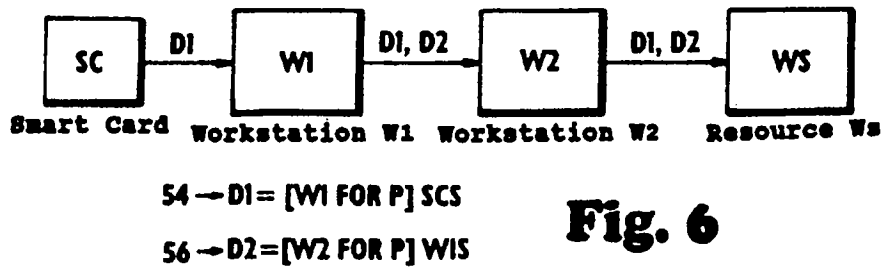 D1 D1, D2 D1, D2
SC W1 W2 WS
Smart Card Workstation W1 Workstation W2 Resource Ws
54→D1= [W1 FOR P] SCS
56→D2=[W2 FOR P] WIS
Fig. 6